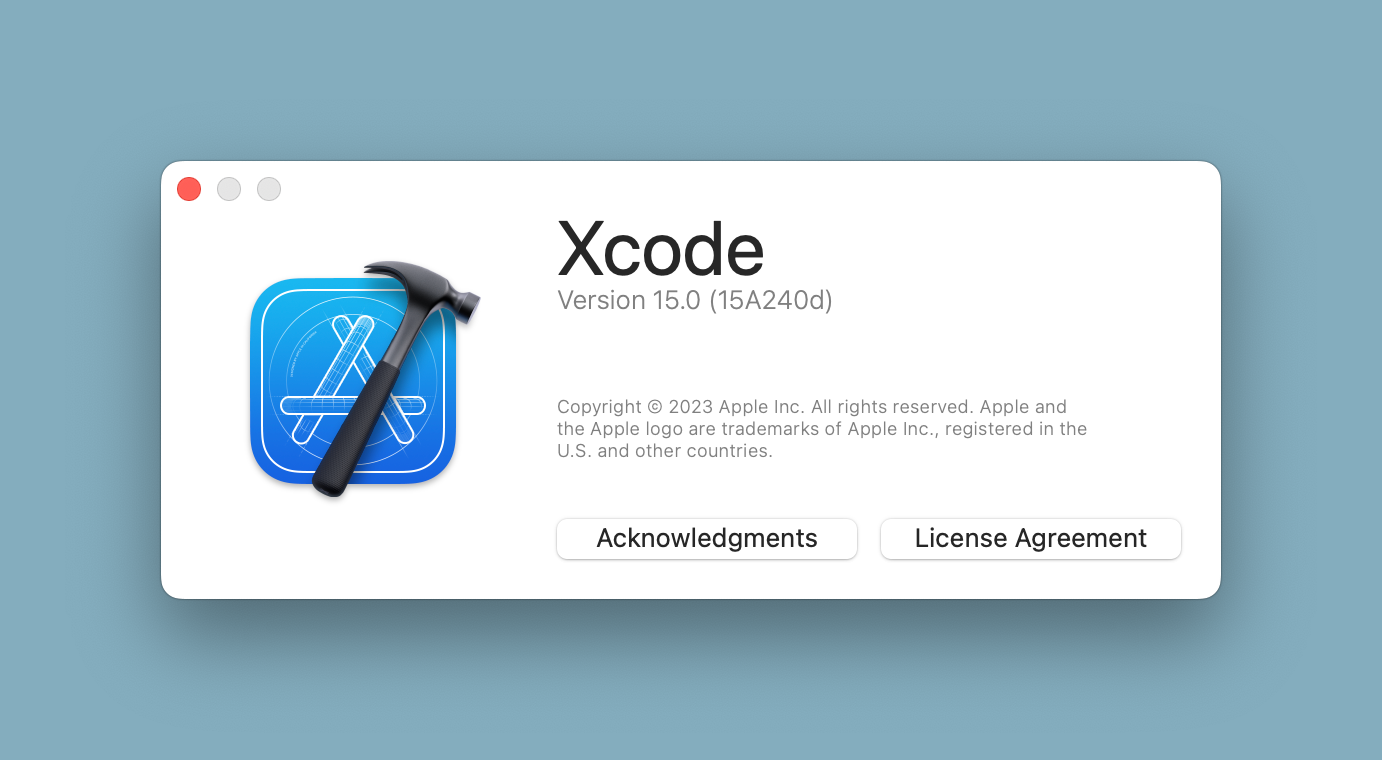 Xcode
Version 15.0 (15A240d)
Copyright © 2023 Apple Inc. All rights reserved. Apple and
the Apple logo are trademarks of Apple Inc., registered in the
U.S. and other countries.
Acknowledgments
License Agreement